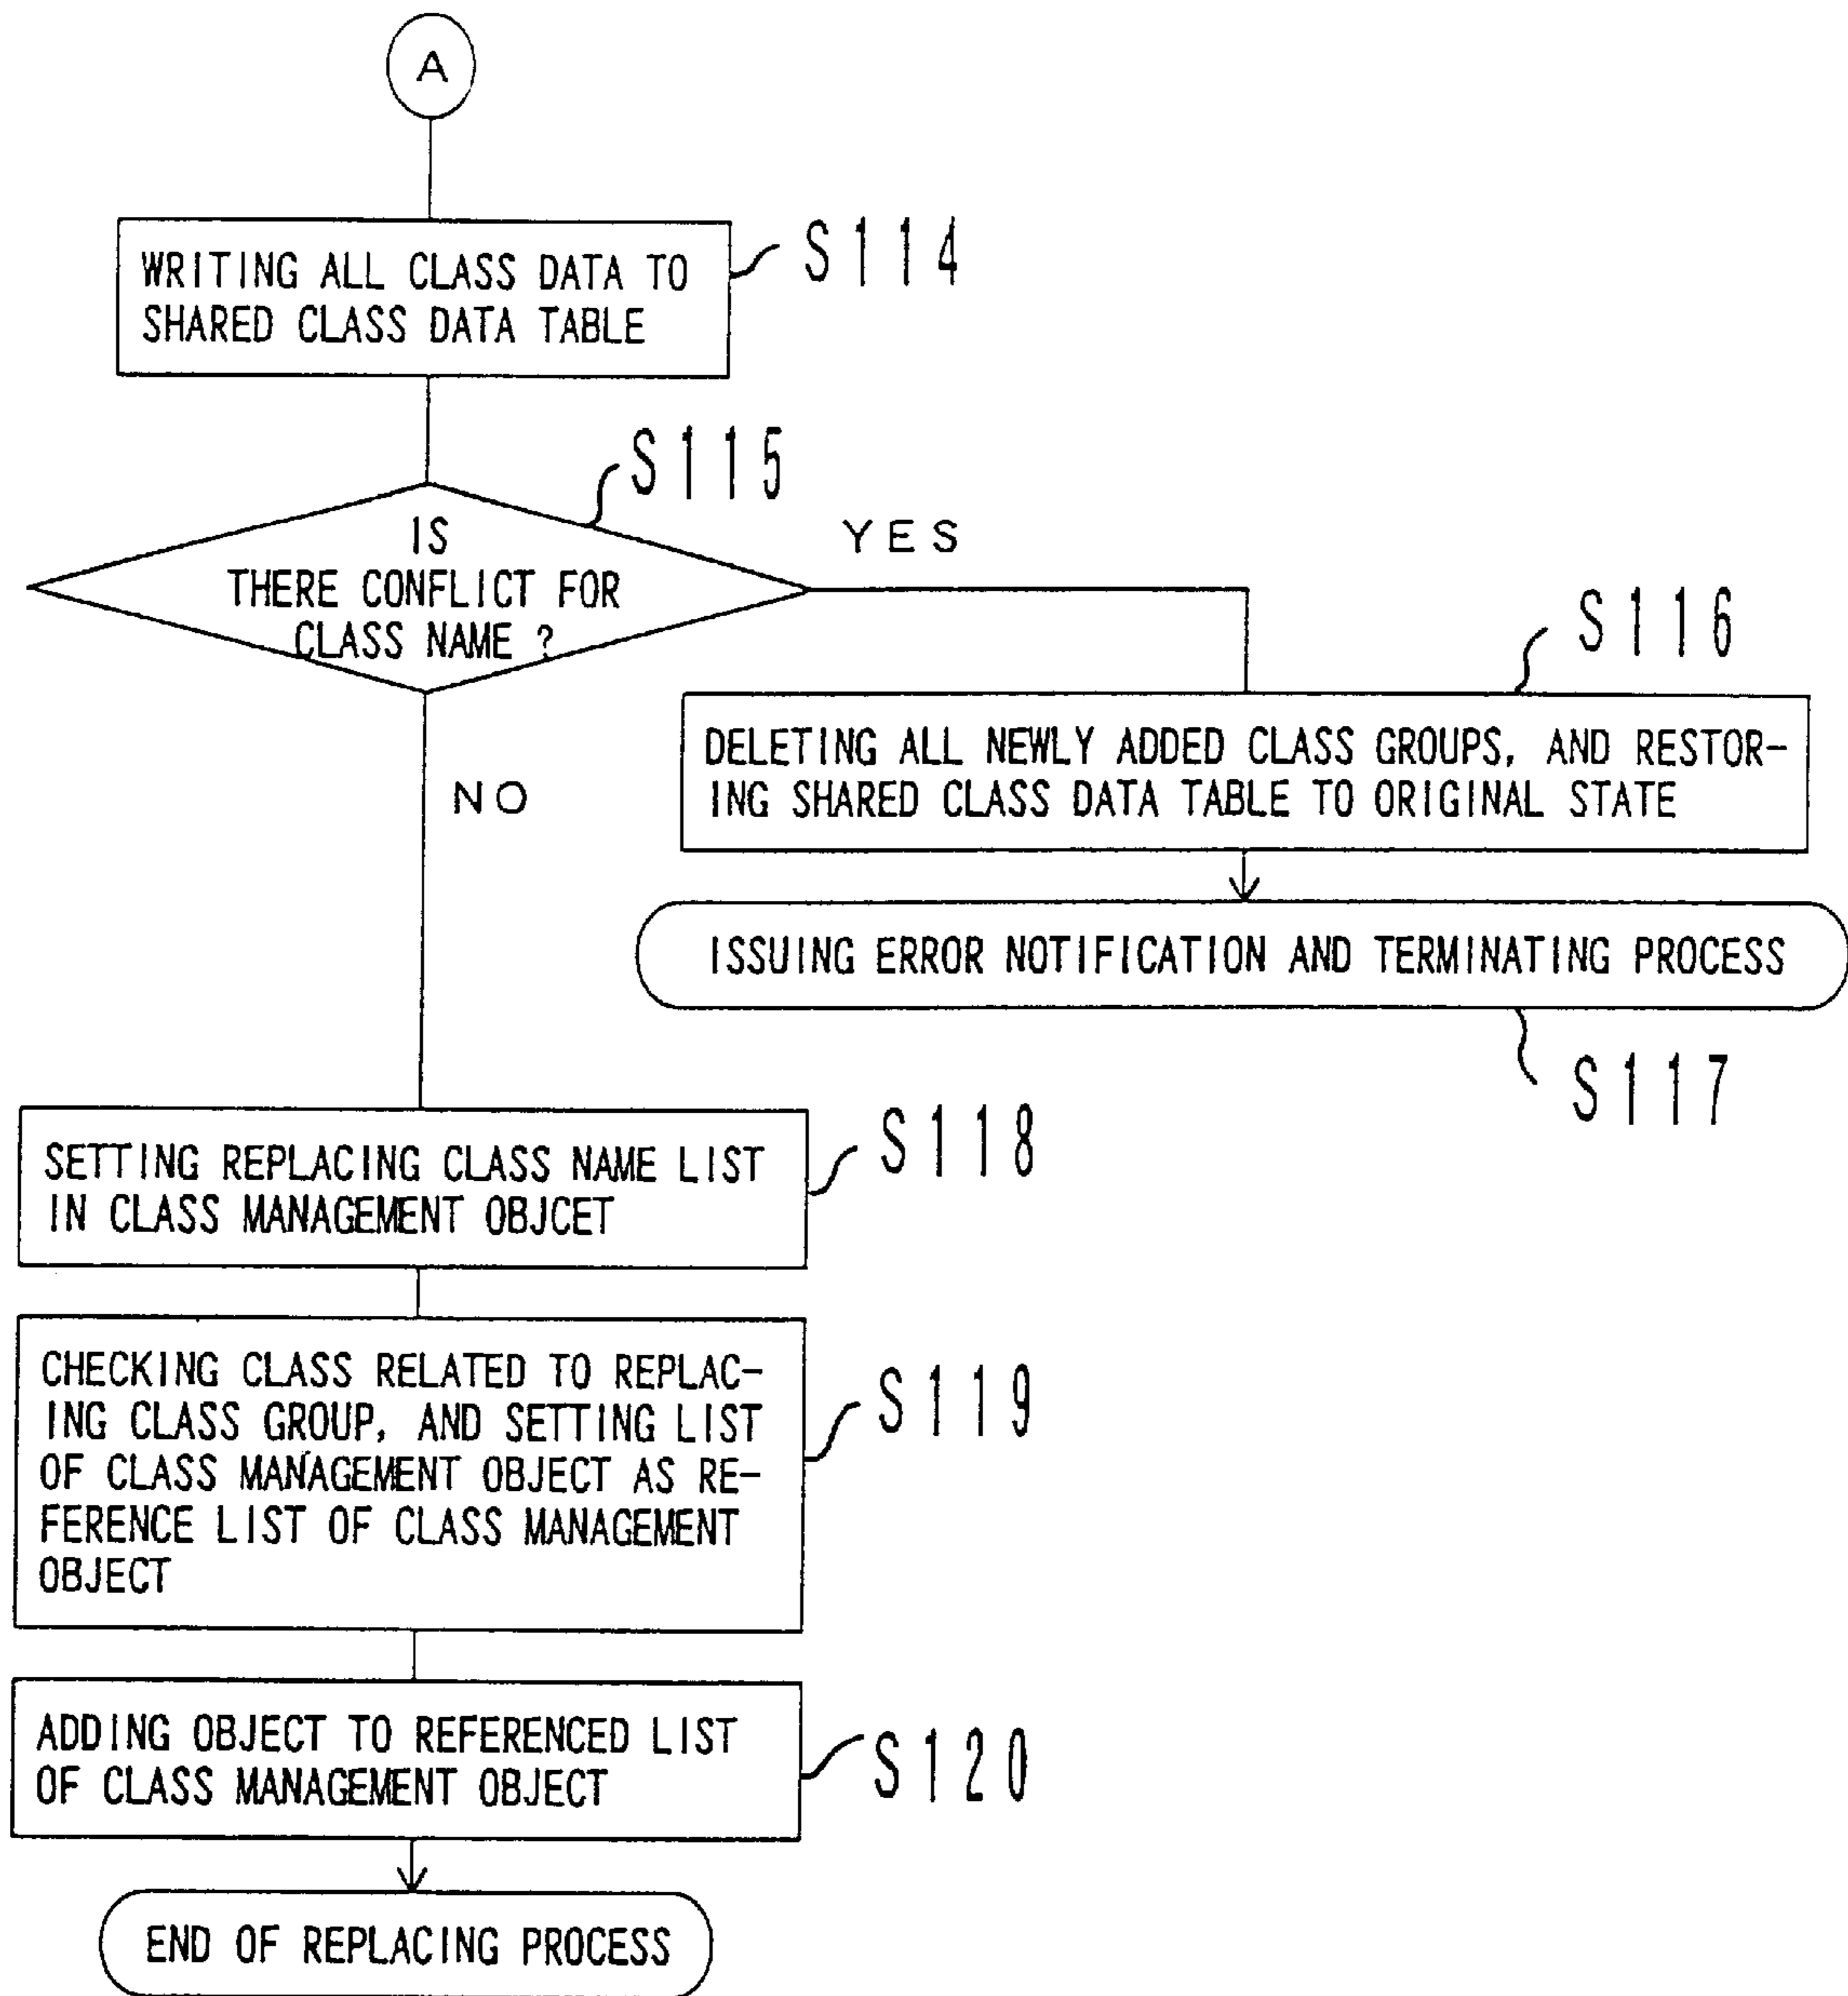 A
WRITING ALL CLASS DATA TO
SHARED CLASS DATA TABLE
S114
S115
IS
THERE CONFLICT FOR
CLASS NAME ?
YES
NO
S116
DELETING ALL NEWLY ADDED CLASS GROUPS, AND RESTOR-
ING SHARED CLASS DATA TABLE TO ORIGINAL STATE
ISSUING ERROR NOTIFICATION AND TERMINATING PROCESS
S117
SETTING REPLACING CLASS NAME LIST
IN CLASS MANAGEMENT OBJCET
S118
CHECKING CLASS RELATED TO REPLAC-
ING CLASS GROUP, AND SETTING LIST
OF CLASS MANAGEMENT OBJECT AS RE-
FERENCE LIST OF CLASS MANAGEMENT
OBJECT
S119
ADDING OBJECT TO REFERENCED LIST
OF CLASS MANAGEMENT OBJECT
S120
END OF REPLACING PROCESS